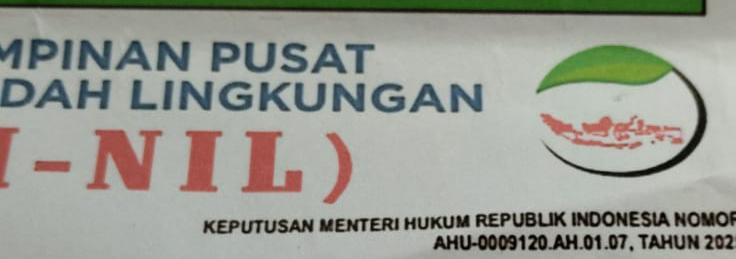 MPINAN PUSAT
DAH LINGKUNGAN
I-NIL)
KEPUTUSAN MENTERI HUKUM REPUBLIK INDONESIA NOMOR
AHU-0009120.AH.01.07, TAHUN 202